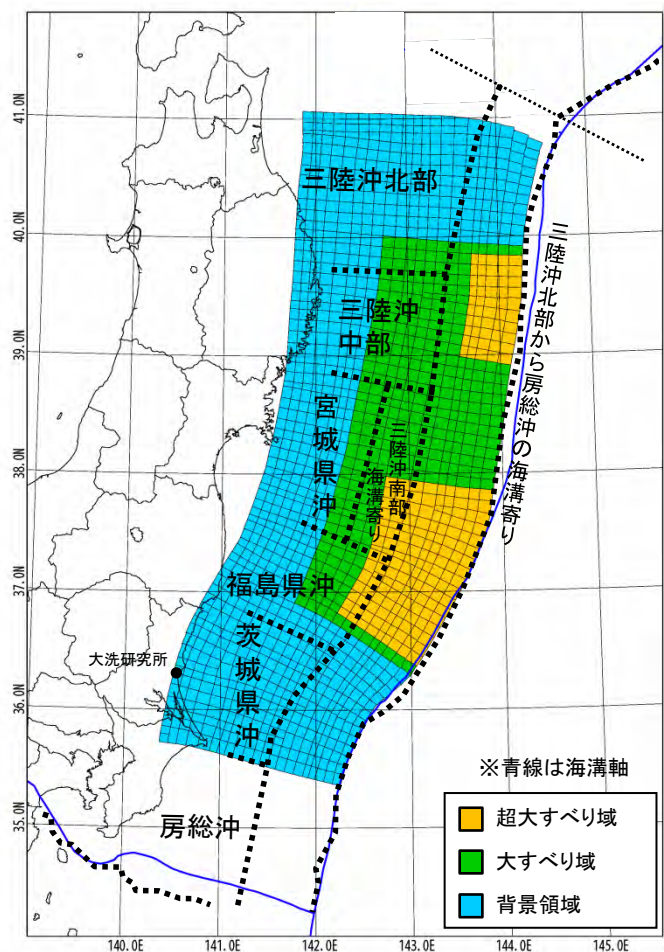 41.0N
三陸沖北部
40.0N
三陸沖北部から房総沖の海溝寄り
三陸沖
中部
39.0N
宮城県沖
三陸沖南部
海溝寄り
38.0N
37.0N
福島県沖
茨城県沖
大洗研究所
36.0N
※青線は海溝軸
35.0N
房総沖
超大すべり域
大すべり域
背景領域
140.0E
141.0E
142.0E
143.0E
144.0E
145.0E